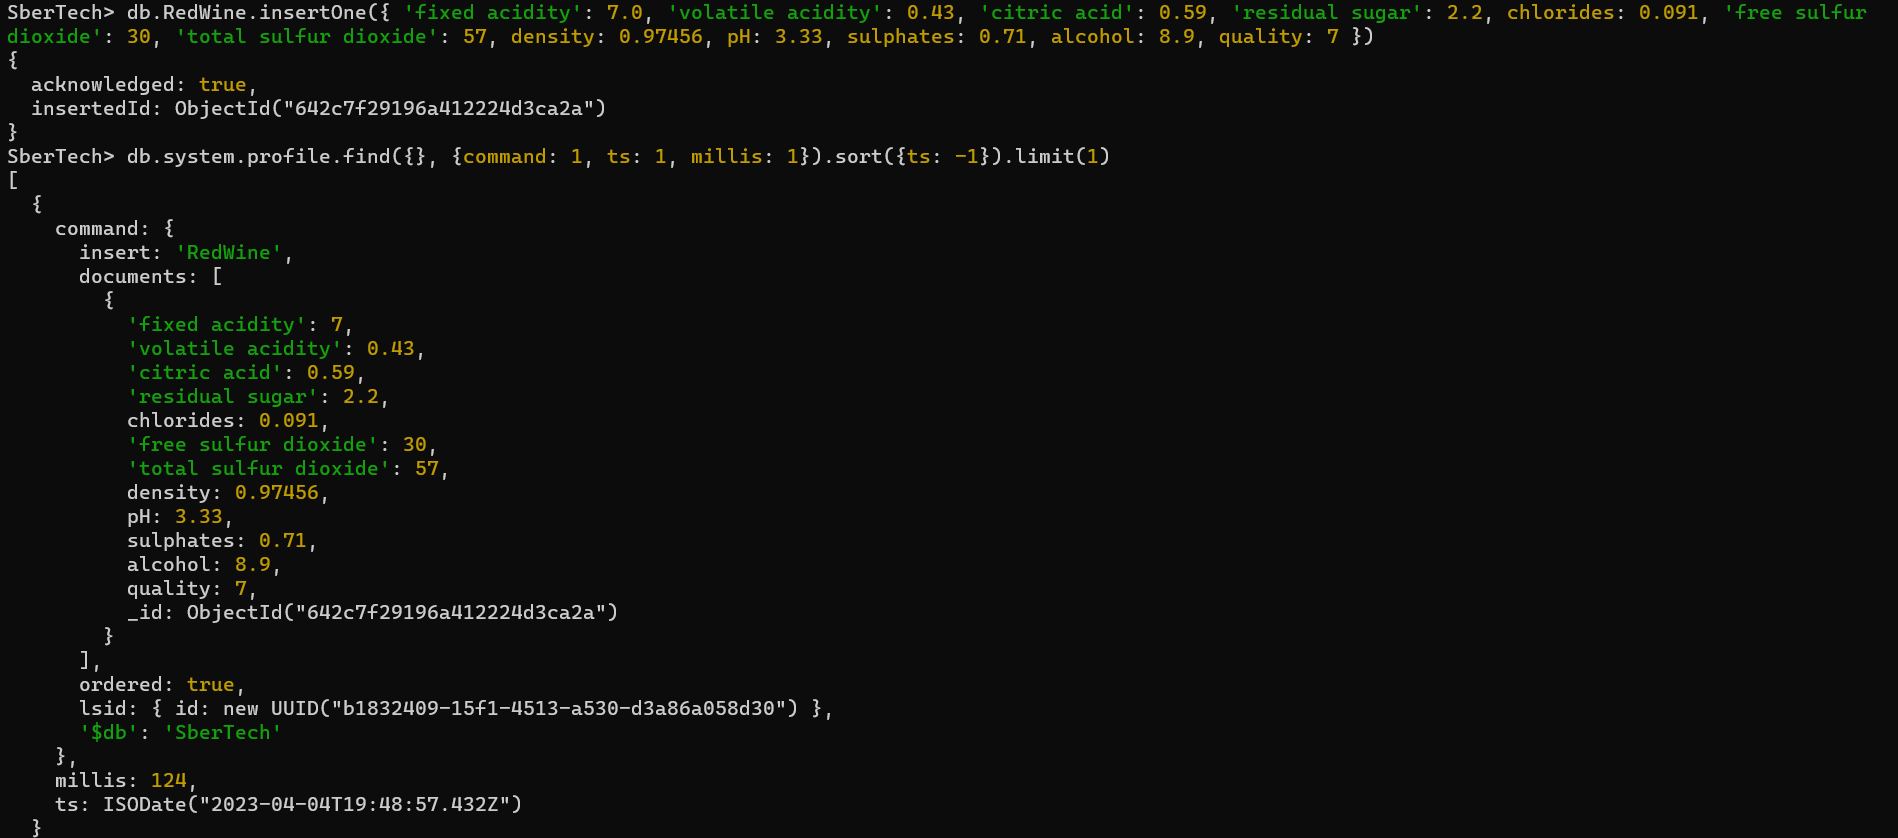 SberTech> db.RedWine.insertOne({ 'fixed acidity': 7.0, 'volatile acidity': 0.43, 'citric acid': 0.59, 'residual sugar': 2.2, chlorides: 0.091, 'free sulfur
dioxide': 30, 'total sulfur dioxide': 57, density: 0.97456, pH: 3.33, sulphates: 0.71, alcohol: 8.9, quality: 7 })
{
  acknowledged: true,
  insertedId: ObjectId("642c7f29196a412224d3ca2a")
}
SberTech> db.system.profile.find({}, {command: 1, ts: 1, millis: 1}).sort({ts: -1}).limit(1)
[
  {
    command: {
      insert: 'RedWine',
      documents: [
        {
          'fixed acidity': 7,
          'volatile acidity': 0.43,
          'citric acid': 0.59,
          'residual sugar': 2.2,
          chlorides: 0.091,
          'free sulfur dioxide': 30,
          'total sulfur dioxide': 57,
          density: 0.97456,
          pH: 3.33,
          sulphates: 0.71,
          alcohol: 8.9,
          quality: 7,
          _id: ObjectId("642c7f29196a412224d3ca2a")
        }
      ],
      ordered: true,
      lsid: { id: new UUID("b1832409-15f1-4513-a530-d3a86a058d30") },
      '$db': 'SberTech'
    },
    millis: 124,
    ts: ISODate("2023-04-04T19:48:57.432Z")
  }